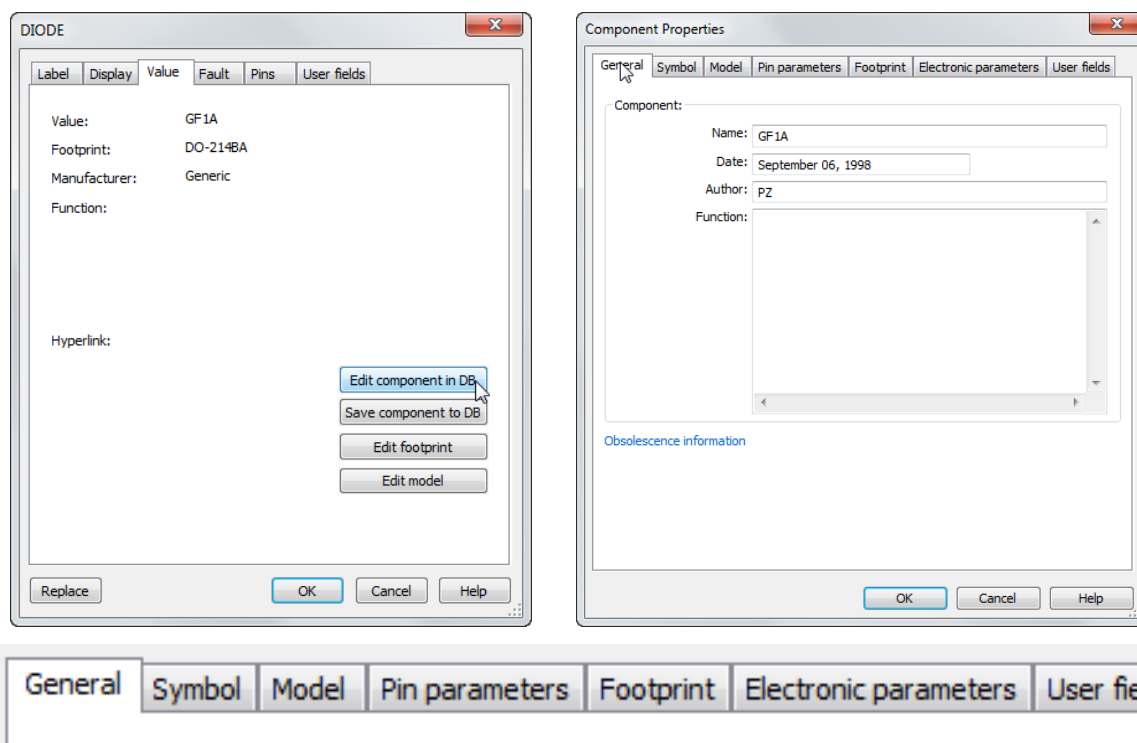 DIODE
Label Display Value Fault Pins User fields
Value: GF1A
Footprint: DO-214BA
Manufacturer: Generic
Function:
Hyperlink:
Edit component in DB
Save component to DB
Edit footprint
Edit model
Replace OK Cancel Help
Component Properties
General Symbol Model Pin parameters Footprint Electronic parameters User fields
Component:
Name: GF1A
Date: September 06, 1998
Author: PZ
Function:
Obsolescence information
OK Cancel Help
General Symbol Model Pin parameters Footprint Electronic parameters User fie